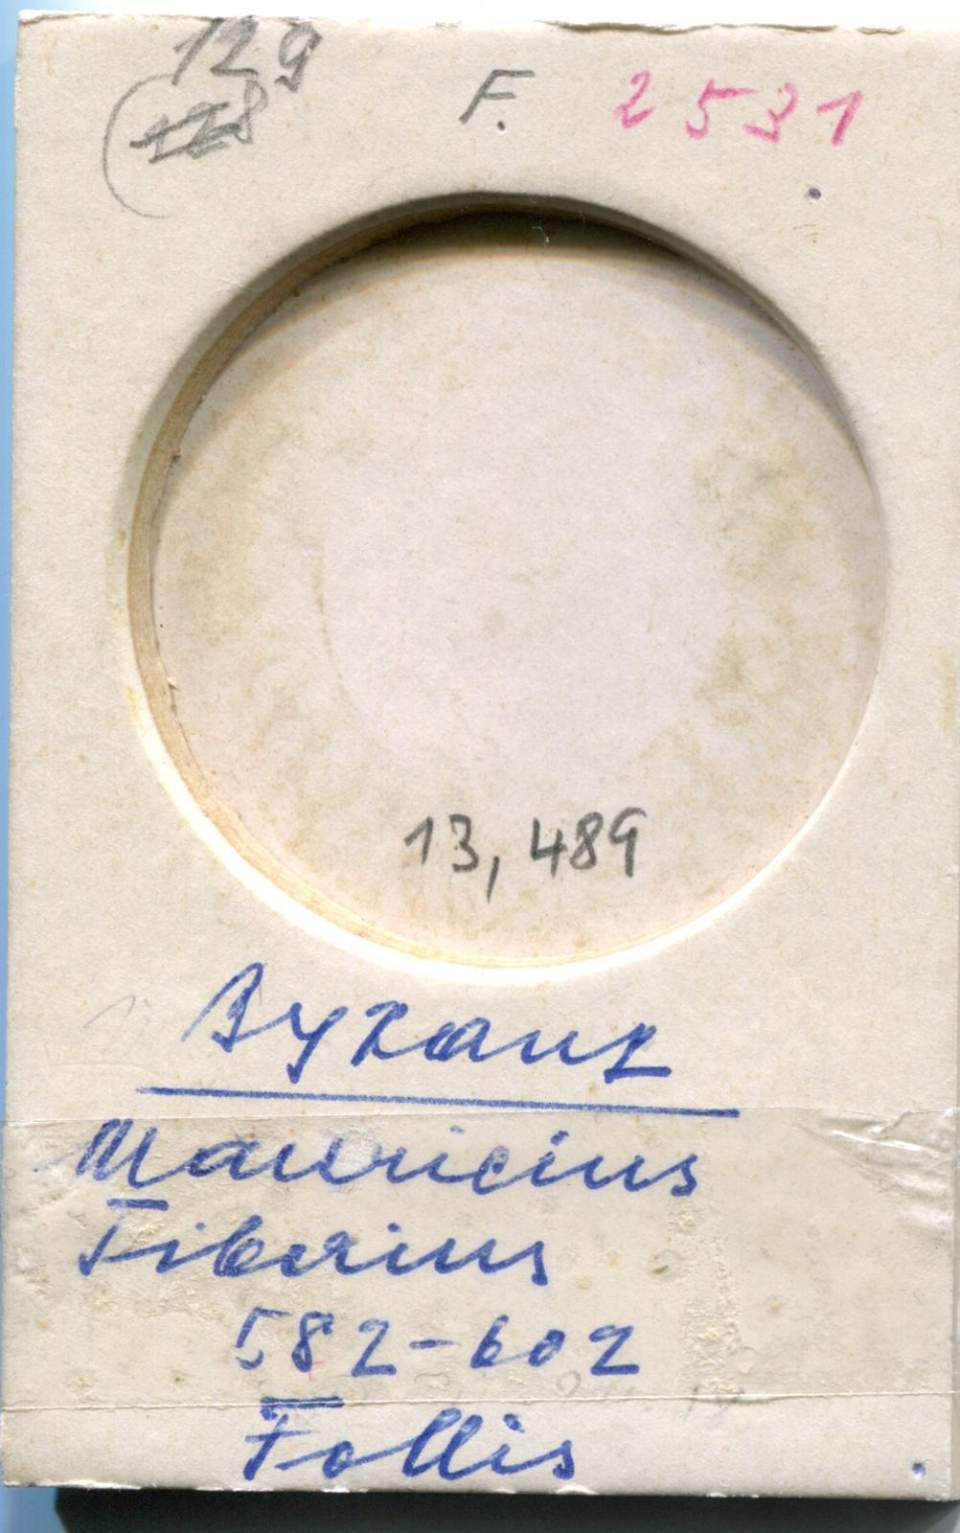 129
128
F. 2531
13,489
Byzanz
Mauricius
Tiberius
582-602
Follis